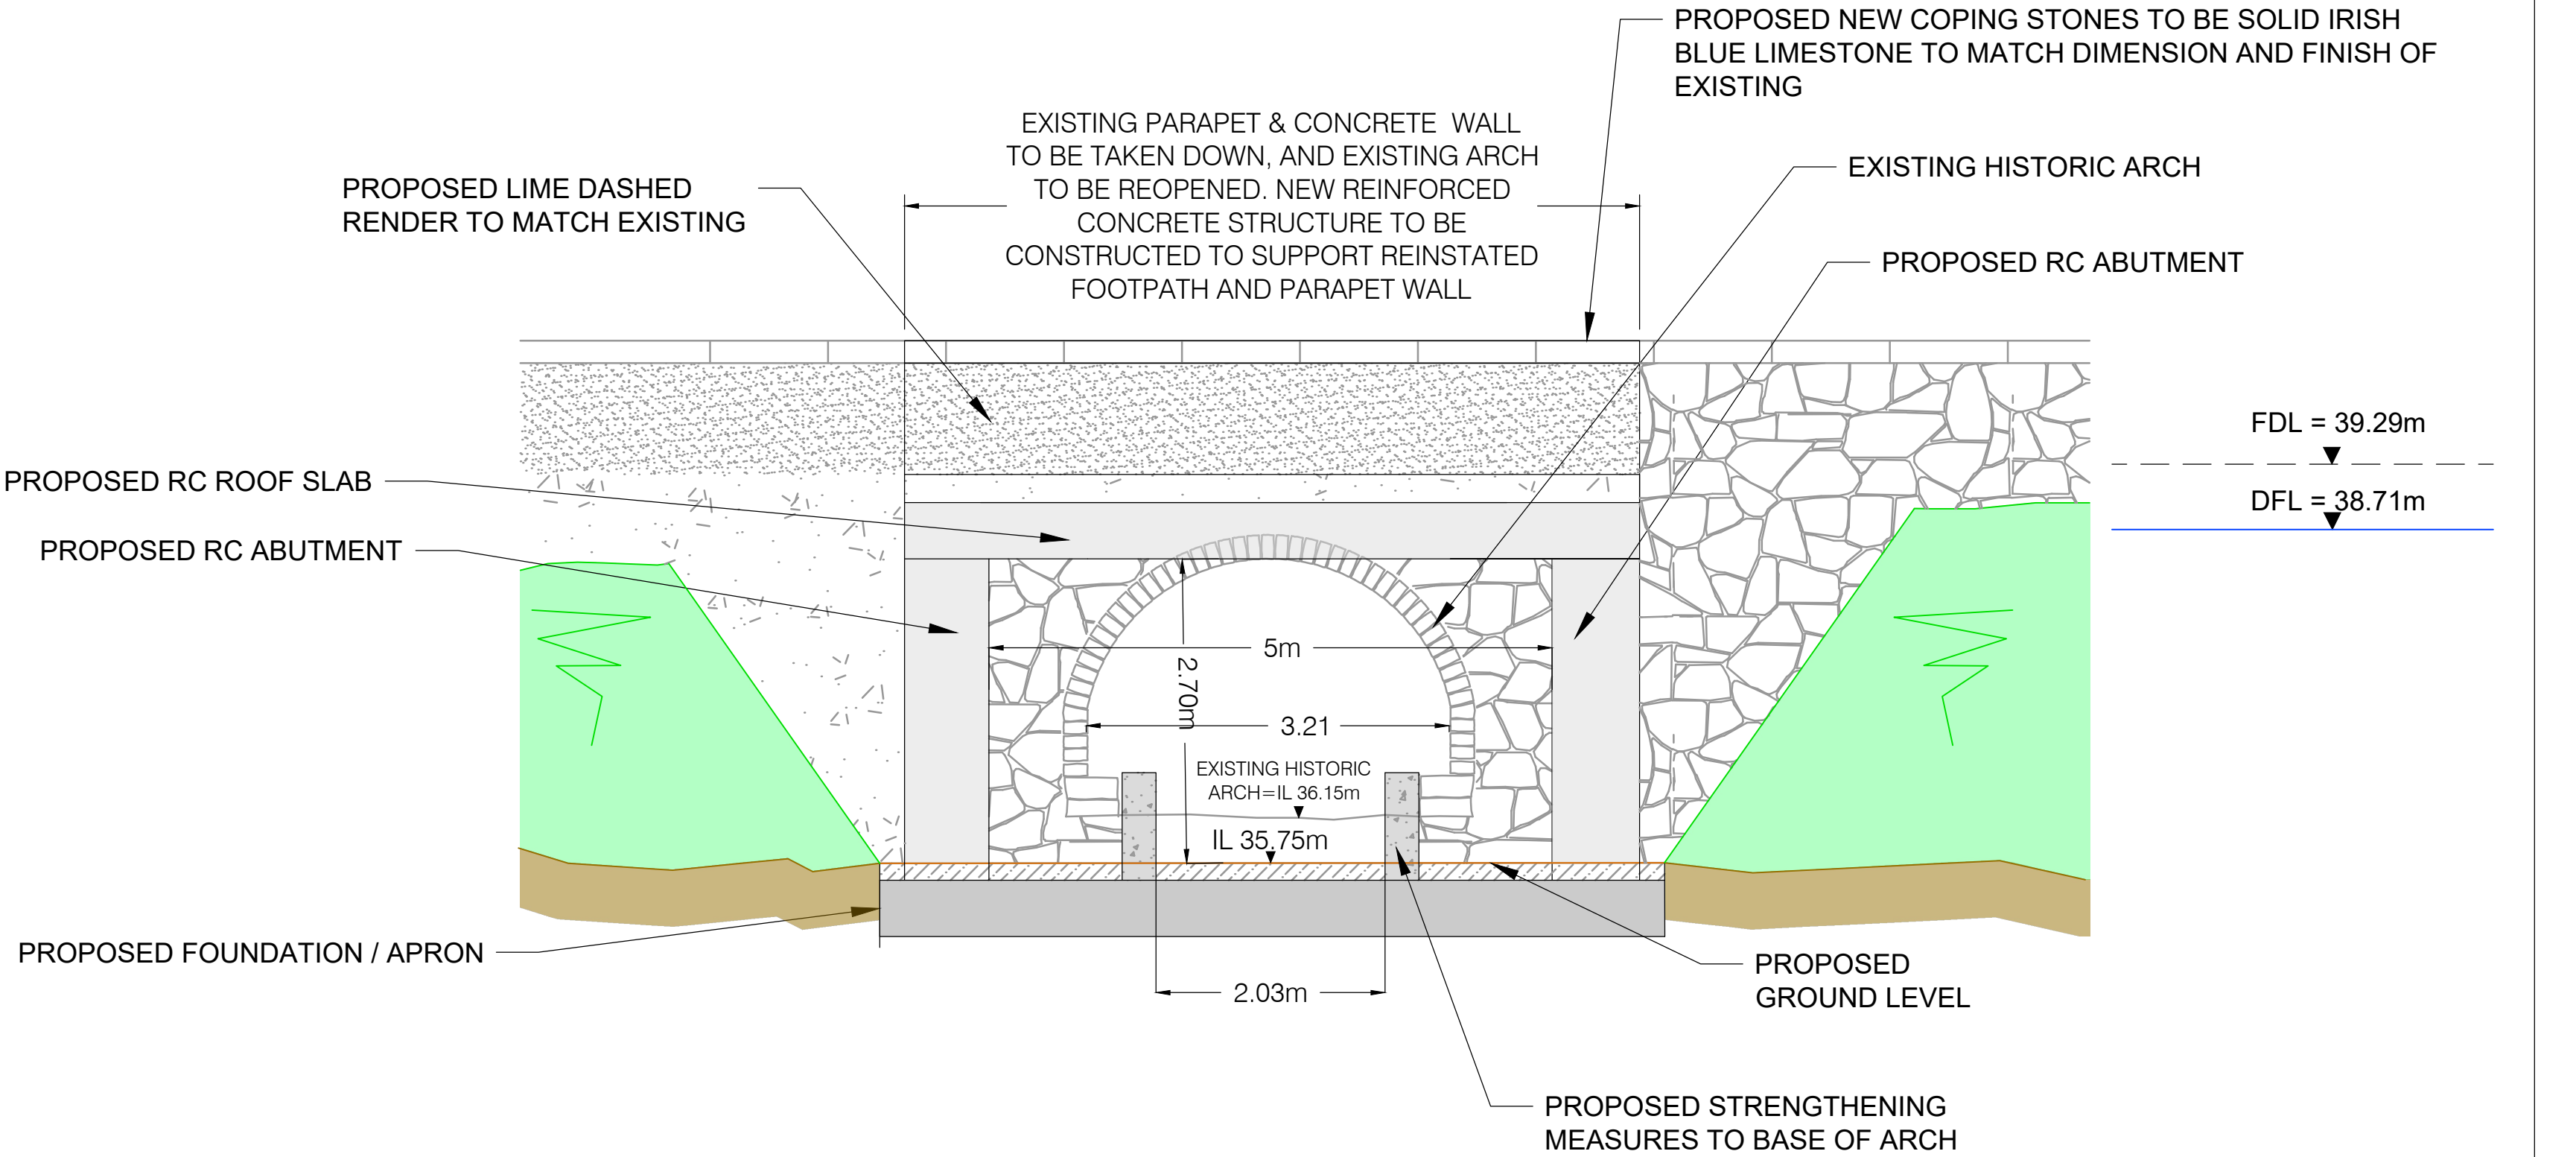 PROPOSED NEW COPING STONES TO BE SOLID IRISH
BLUE LIMESTONE TO MATCH DIMENSION AND FINISH OF
EXISTING
EXISTING PARAPET & CONCRETE WALL
TO BE TAKEN DOWN, AND EXISTING ARCH
TO BE REOPENED. NEW REINFORCED
CONCRETE STRUCTURE TO BE
CONSTRUCTED TO SUPPORT REINSTATED
FOOTPATH AND PARAPET WALL
EXISTING HISTORIC ARCH
PROPOSED LIME DASHED
RENDER TO MATCH EXISTING
PROPOSED RC ABUTMENT
FDL = 39.29m
PROPOSED RC ROOF SLAB
DFL = 38.71m
PROPOSED RC ABUTMENT
5m
2.70m
3.21
EXISTING HISTORIC
ARCH=IL 36.15m
IL 35.75m
PROPOSED FOUNDATION / APRON
PROPOSED
GROUND LEVEL
2.03m
PROPOSED STRENGTHENING
MEASURES TO BASE OF ARCH